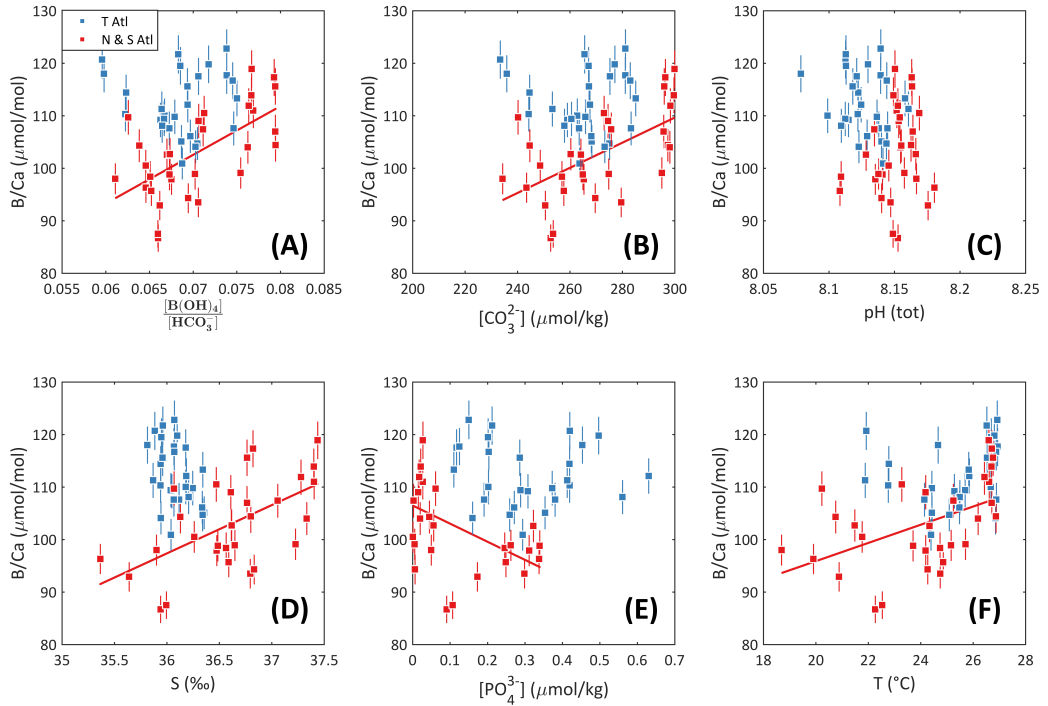 130
T Atl
N & S Atl
120
110
100
90
80
B/Ca (μmol/mol)
(A)
0.055 0.06 0.065 0.07 0.075 0.08 0.085
[B(OH)₄]
[HCO₃⁻]
130
120
110
100
90
80
B/Ca (μmol/mol)
(B)
200 220 240 260 280 300
[CO₃²⁻] (μmol/kg)
130
120
110
100
90
80
B/Ca (μmol/mol)
(C)
8.05 8.1 8.15 8.2 8.25
pH (tot)
130
120
110
100
90
80
B/Ca (μmol/mol)
(D)
35 35.5 36 36.5 37 37.5
S (‰)
130
120
110
100
90
80
B/Ca (μmol/mol)
(E)
0 0.1 0.2 0.3 0.4 0.5 0.6 0.7
[PO₄³⁻] (μmol/kg)
130
120
110
100
90
80
B/Ca (μmol/mol)
(F)
18 20 22 24 26 28
T (°C)